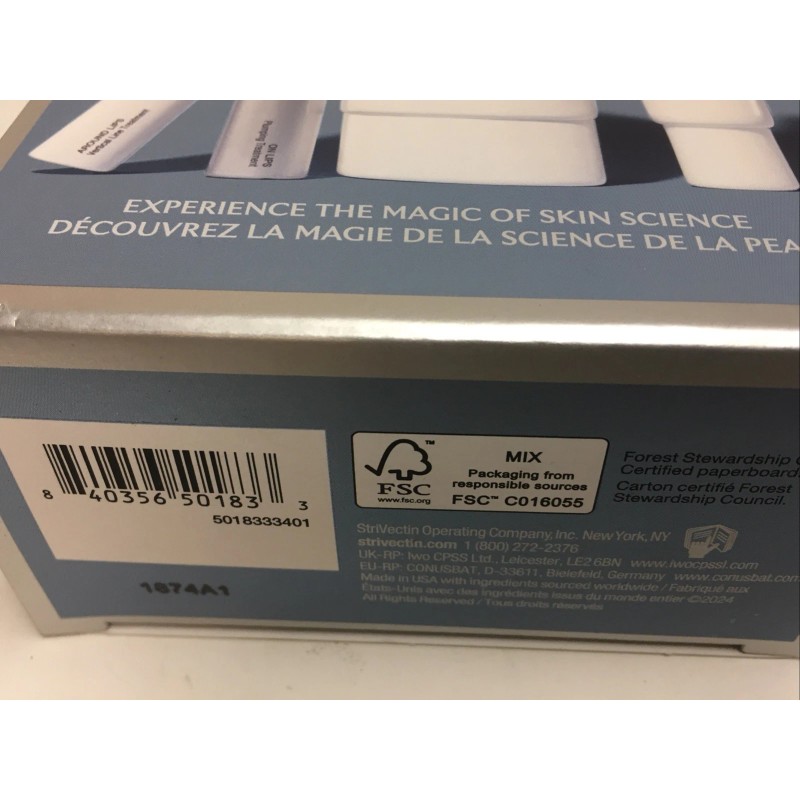 AROUND LIPS
Vertical Line Treatment
ON LIPS
Plumping Treatment
EXPERIENCE THE MAGIC OF SKIN SCIENCE
DÉCOUVREZ LA MAGIE DE LA SCIENCE DE LA PEA
8 40356 50183 3
5018333401
1674A1
FSC
www.fsc.org
MIX
Packaging from
responsible sources
FSC™ C016055
Forest Stewardship
Certified paperboard
Carton certifié Forest
Stewardship Council.
StriVectin Operating Company, Inc. New York, NY
strivectin.com 1 (800) 272-2376
UK-RP: Iwo CPSS Ltd., Leicester, LE2 6BN www.iwocpssl.com
EU-RP: CONUSBAT, D-33611, Bielefeld, Germany www.conusbat.
Made in USA with ingredients sourced worldwide / Fabriqué aux
États-Unis avec des ingrédients issus du monde entier ©2024
All Rights Reserved / Tous droits réservés